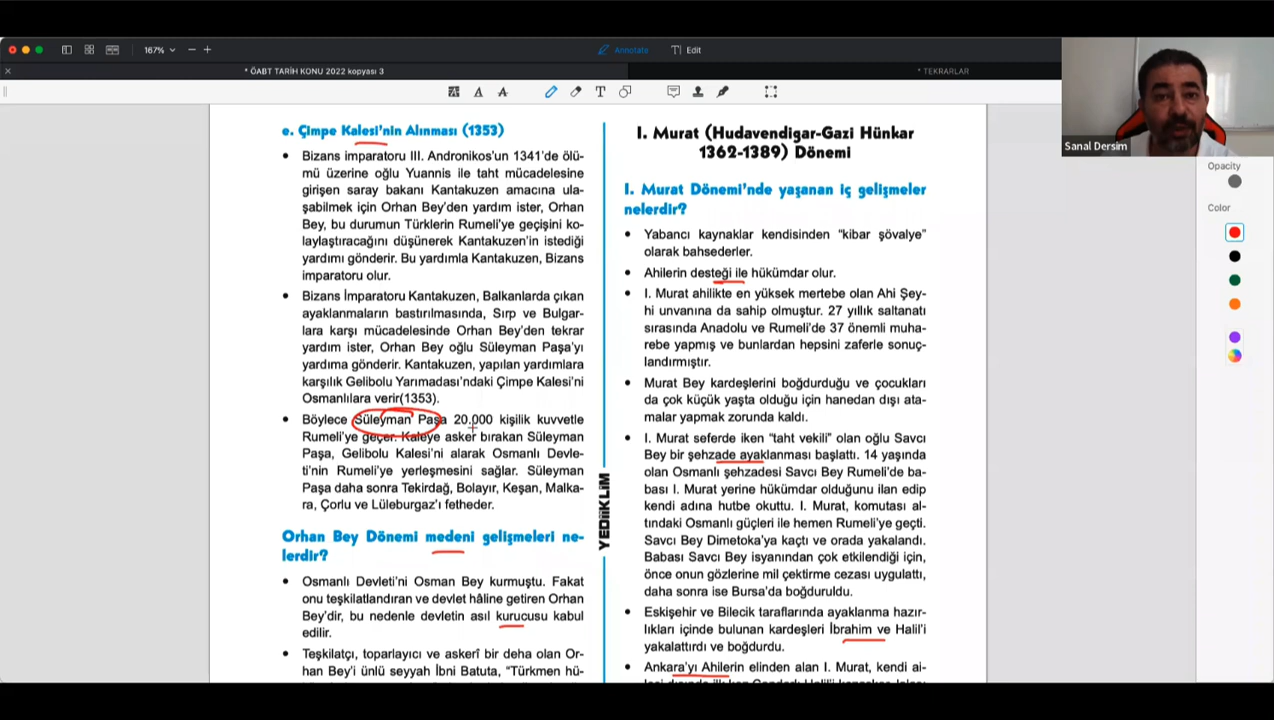 167%
Annotate
Edit
* ÖABT TARİH KONU 2022 kopyası 3
* TEKRARLAR
Sanal Dersim
Opacity
Color
e. Çimpe Kalesi'nin Alınması (1353)
• Bizans imparatoru III. Andronikos'un 1341'de ölü-
mü üzerine oğlu Yuannis ile taht mücadelesine
girişen saray bakanı Kantakuzen amacına ula-
şabilmek için Orhan Bey'den yardım ister, Orhan
Bey, bu durumun Türklerin Rumeli'ye geçişini ko-
laylaştıracağını düşünerek Kantakuzen'in istediği
yardımı gönderir. Bu yardımla Kantakuzen, Bizans
imparatoru olur.
• Bizans İmparatoru Kantakuzen, Balkanlarda çıkan
ayaklanmaların bastırılmasında, Sırp ve Bulgar-
lara karşı mücadelesinde Orhan Bey'den tekrar
yardım ister, Orhan Bey oğlu Süleyman Paşa'yı
yardıma gönderir. Kantakuzen, yapılan yardımlara
karşılık Gelibolu Yarımadası'ndaki Çimpe Kalesi'ni
Osmanlılara verir(1353).
• Böylece Süleyman Paşa 20.000 kişilik kuvvetle
Rumeli'ye geçer. Kaleye asker bırakan Süleyman
Paşa, Gelibolu Kalesi'ni alarak Osmanlı Devle-
ti'nin Rumeli'ye yerleşmesini sağlar. Süleyman
Paşa daha sonra Tekirdağ, Bolayır, Keşan, Malka-
ra, Çorlu ve Lüleburgaz'ı fetheder.
Orhan Bey Dönemi medeni gelişmeleri ne-
lerdir?
• Osmanlı Devleti'ni Osman Bey kurmuştu. Fakat
onu teşkilatlandıran ve devlet hâline getiren Orhan
Bey'dir, bu nedenle devletin asıl kurucusu kabul
edilir.
• Teşkilatçı, toparlayıcı ve askerî bir deha olan Or-
han Bey'i ünlü seyyah İbni Batuta, "Türkmen hü-
YEDİİKLİM
I. Murat (Hudavendigar-Gazi Hünkar
1362-1389) Dönemi
I. Murat Dönemi'nde yaşanan iç gelişmeler
nelerdir?
• Yabancı kaynaklar kendisinden "kibar şövalye"
olarak bahsederler.
• Ahilerin desteği ile hükümdar olur.
• I. Murat ahilikte en yüksek mertebe olan Ahi Şey-
hi unvanına da sahip olmuştur. 27 yıllık saltanatı
sırasında Anadolu ve Rumeli'de 37 önemli muha-
rebe yapmış ve bunlardan hepsini zaferle sonuç-
landırmıştır.
• Murat Bey kardeşlerini boğdurduğu ve çocukları
da çok küçük yaşta olduğu için hanedan dışı ata-
malar yapmak zorunda kaldı.
• I. Murat seferde iken "taht vekili" olan oğlu Savcı
Bey bir şehzade ayaklanması başlattı. 14 yaşında
olan Osmanlı şehzadesi Savcı Bey Rumeli'de ba-
bası I. Murat yerine hükümdar olduğunu ilan edip
kendi adına hutbe okuttu. I. Murat, komutası al-
tındaki Osmanlı güçleri ile hemen Rumeli'ye geçti.
Savcı Bey Dimetoka'ya kaçtı ve orada yakalandı.
Babası Savcı Bey isyanından çok etkilendiği için,
önce onun gözlerine mil çektirme cezası uygulattı,
daha sonra ise Bursa'da boğduruldu.
• Eskişehir ve Bilecik taraflarında ayaklanma hazır-
lıkları içinde bulunan kardeşleri İbrahim ve Halil'i
yakalattırdı ve boğdurdu.
• Ankara'yı Ahilerin elinden alan I. Murat, kendi ai-